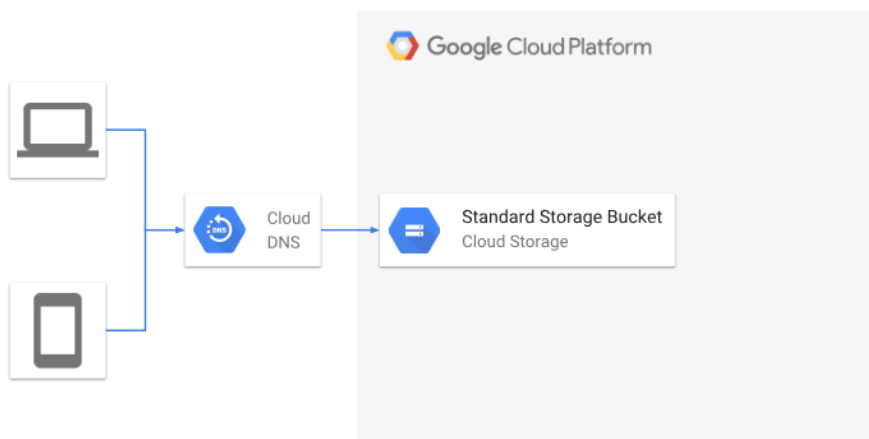 Google Cloud Platform
Cloud
DNS
DNS
Standard Storage Bucket
Cloud Storage